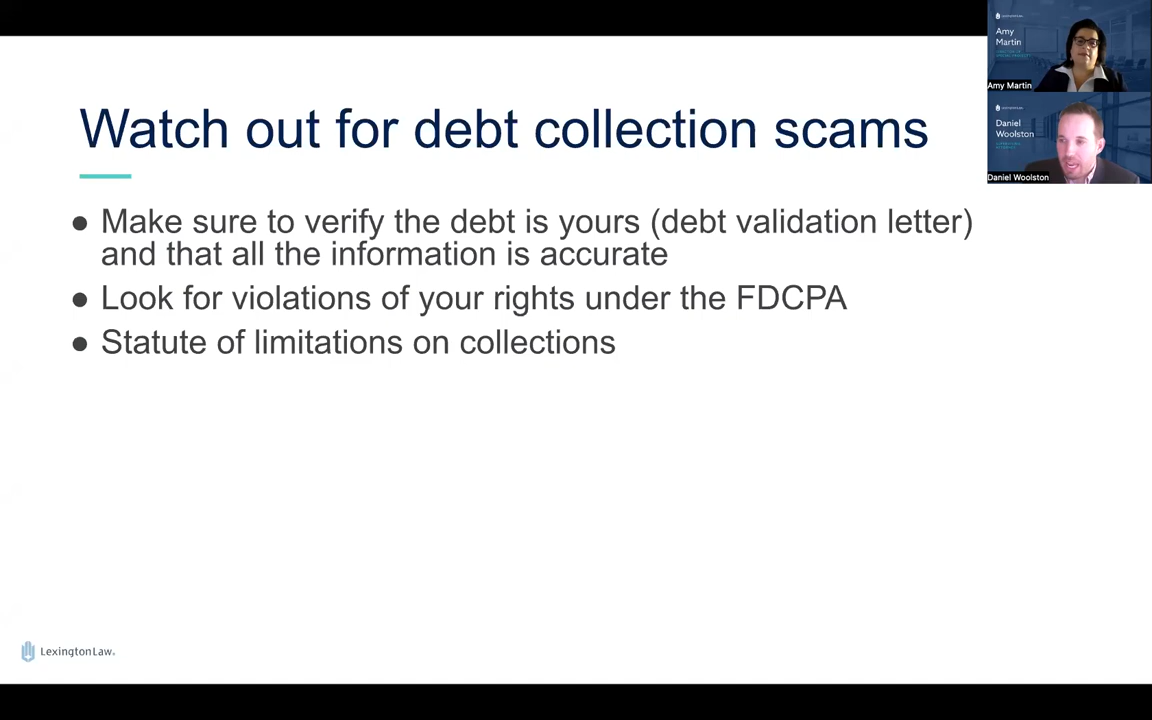 Watch out for debt collection scams
● Make sure to verify the debt is yours (debt validation letter)
and that all the information is accurate
● Look for violations of your rights under the FDCPA
● Statute of limitations on collections
LexingtonLaw.
Amy
Martin
Amy Martin
Daniel
Woolston
Daniel Woolston